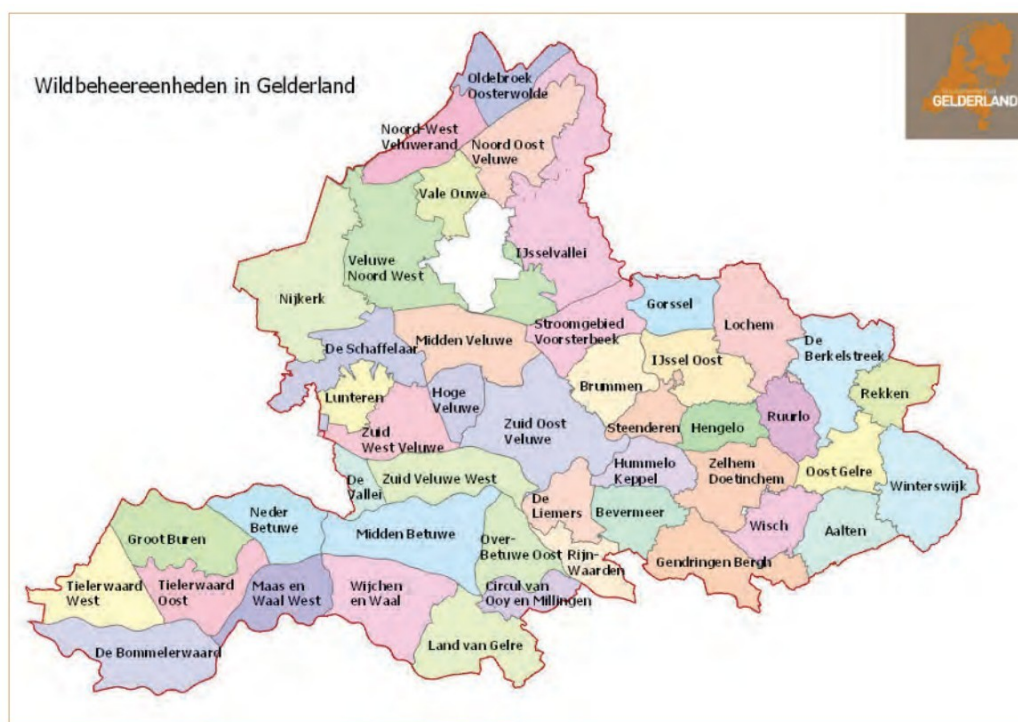 Wildbeheereenheden in Gelderland
GELDERLAND
Oldebroek
Oosterwolde
Noord-West
Veluwerand
Noord Oost
Veluwe
Vale Ouwe
IJsselvallei
Veluwe
Noord West
Nijkerk
Gorssel
Lochem
Stroomgebied
Voorsterbeek
De Schaffelaar
Midden Veluwe
IJssel Oost
De
Berkelstreek
Brummen
Rekken
Lunteren
Hoge
Veluwe
Zuid
West Veluwe
Zuid Oost
Veluwe
Steenderen
Hengelo
Ruurlo
De
Vallei
Zuid Veluwe West
Hummelo
Keppel
Zelhem
Doetinchem
Oost Gelre
Winterswijk
De
Liemers
Bevermeer
Wisch
Aalten
Neder
Betuwe
Groot Buren
Midden Betuwe
Over-
Betuwe Oost
Rijn-
Waarden
Gendringen Bergh
Tielerwaard
West
Tielerwaard
Oost
Maas en
Waal West
Wijchen
en Waal
Circul van
Ooy en Millingen
De Bommelerwaard
Land van Gelre